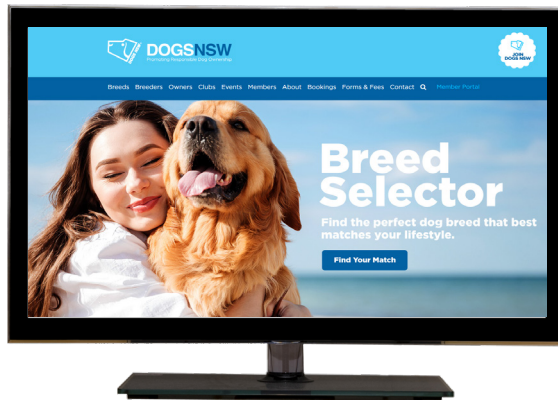 DOGSNSW
Promoting Responsible Dog Ownership
JOIN
DOGS NSW
Breeds Breeders Owners Clubs Events Members About Bookings Forms & Fees Contact Member Portal
Breed
Selector
Find the perfect dog breed that best
matches your lifestyle.
Find Your Match